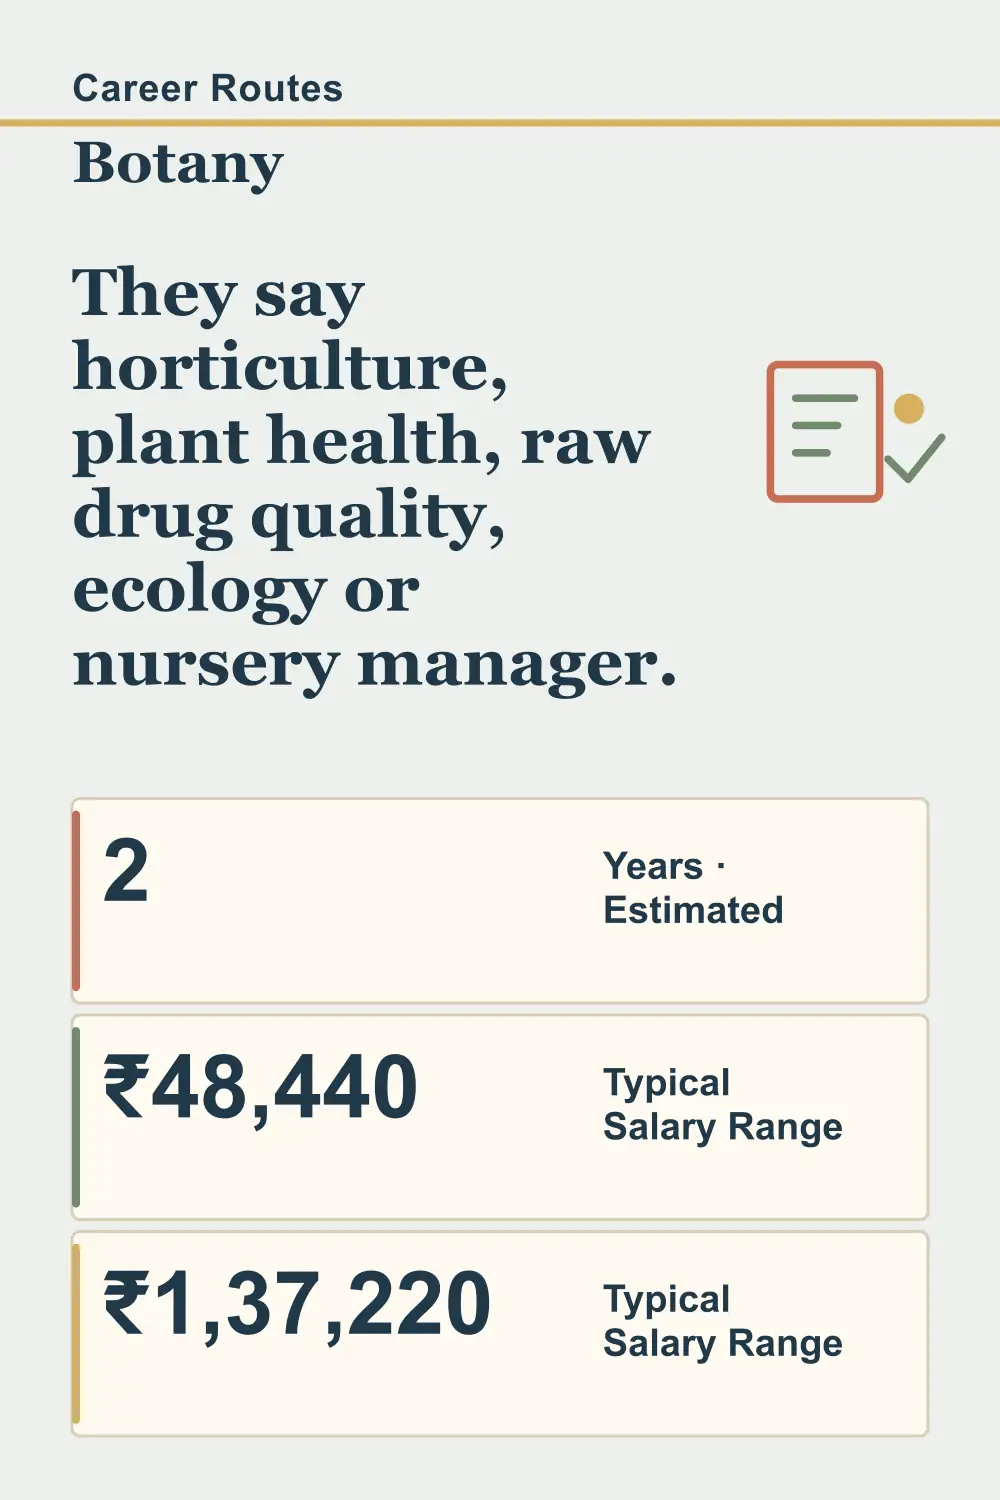 Career Routes
Botany
They say
horticulture,
plant health, raw
drug quality,
ecology or
nursery manager.
2
Years ·
Estimated
₹48,440
Typical
Salary Range
₹1,37,220
Typical
Salary Range